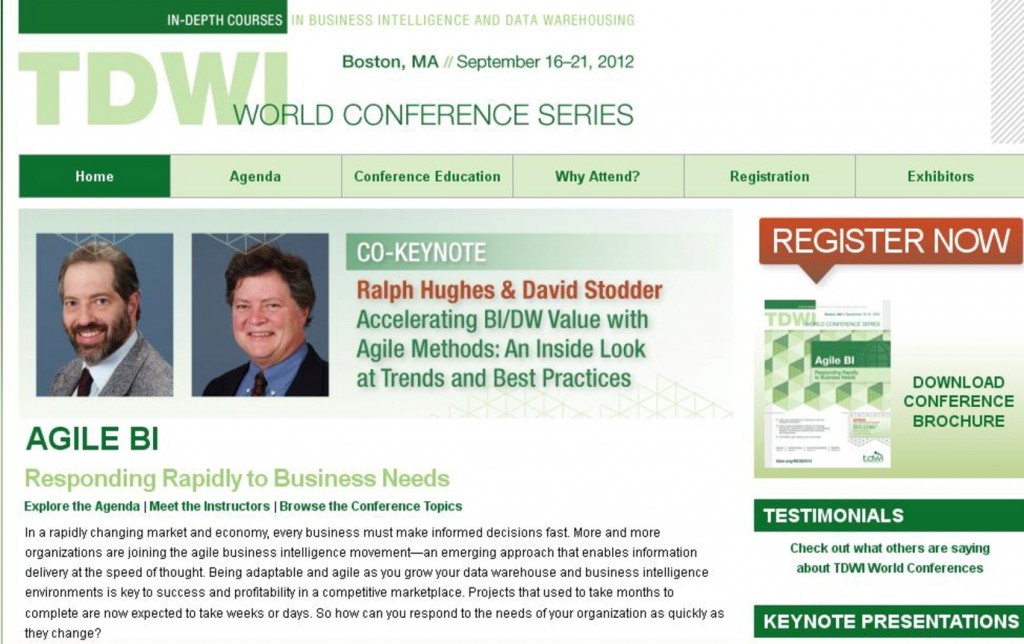 IN-DEPTH COURSES IN BUSINESS INTELLIGENCE AND DATA WAREHOUSING
TDWI
Boston, MA // September 16–21, 2012
WORLD CONFERENCE SERIES
Home
Agenda
Conference Education
Why Attend?
Registration
Exhibitors
CO-KEYNOTE
Ralph Hughes & David Stodder
Accelerating BI/DW Value with
Agile Methods: An Inside Look
at Trends and Best Practices
AGILE BI
Responding Rapidly to Business Needs
Explore the Agenda | Meet the Instructors | Browse the Conference Topics
In a rapidly changing market and economy, every business must make informed decisions fast. More and more
organizations are joining the agile business intelligence movement—an emerging approach that enables information
delivery at the speed of thought. Being adaptable and agile as you grow your data warehouse and business intelligence
environments is key to success and profitability in a competitive marketplace. Projects that used to take months to
complete are now expected to take weeks or days. So how can you respond to the needs of your organization as quickly as
they change?
REGISTER NOW
TDWI
WORLD CONFERENCE SERIES
Agile BI
Responding Rapidly
to Business Needs
tdwi
DOWNLOAD
CONFERENCE
BROCHURE
TESTIMONIALS
Check out what others are saying
about TDWI World Conferences
KEYNOTE PRESENTATIONS